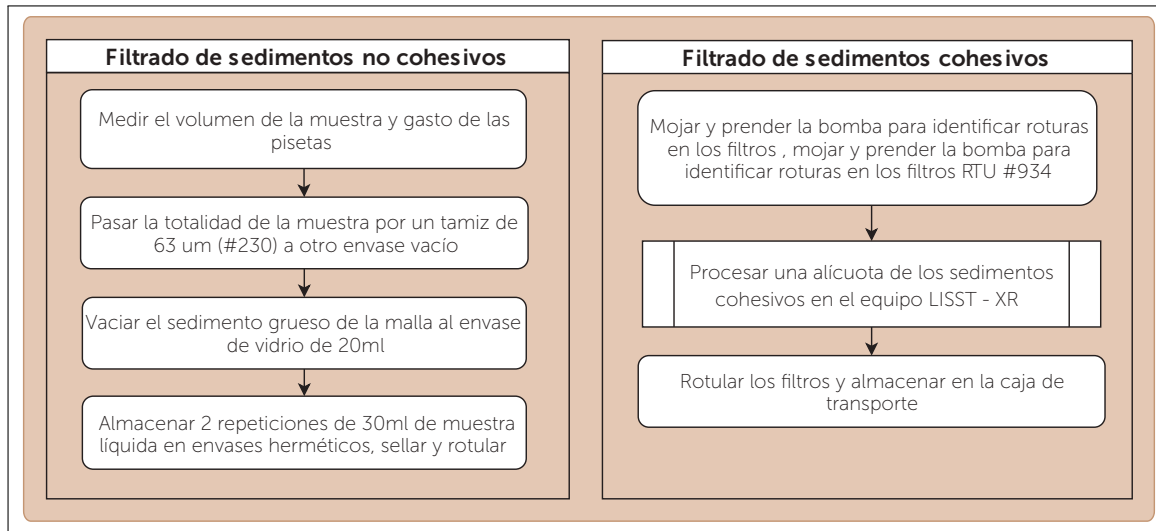 Filtrado de sedimentos no cohesivos
Medir el volumen de la muestra y gasto de las
pisetas
Pasar la totalidad de la muestra por un tamiz de
63 um (#230) a otro envase vacío
Vaciar el sedimento grueso de la malla al envase
de vidrio de 20ml
Almacenar 2 repeticiones de 30ml de muestra
líquida en envases herméticos, sellar y rotular
Filtrado de sedimentos cohesivos
Mojar y prender la bomba para identificar roturas
en los filtros , mojar y prender la bomba para
identificar roturas en los filtros RTU #934
Procesar una alícuota de los sedimentos
cohesivos en el equipo LISST - XR
Rotular los filtros y almacenar en la caja de
transporte